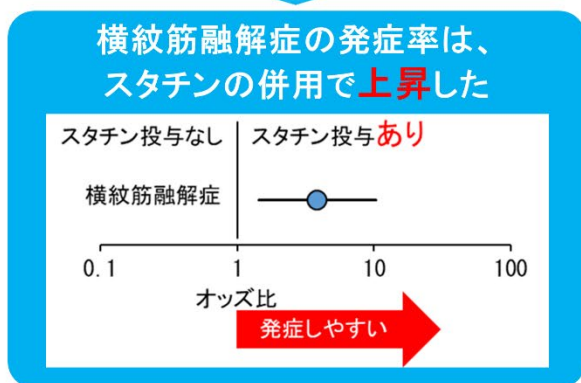 横紋筋融解症の発症率は、
スタチンの併用で上昇した
スタチン投与なし
スタチン投与あり
横紋筋融解症
0.1
1
10
100
オッズ比
発症しやすい